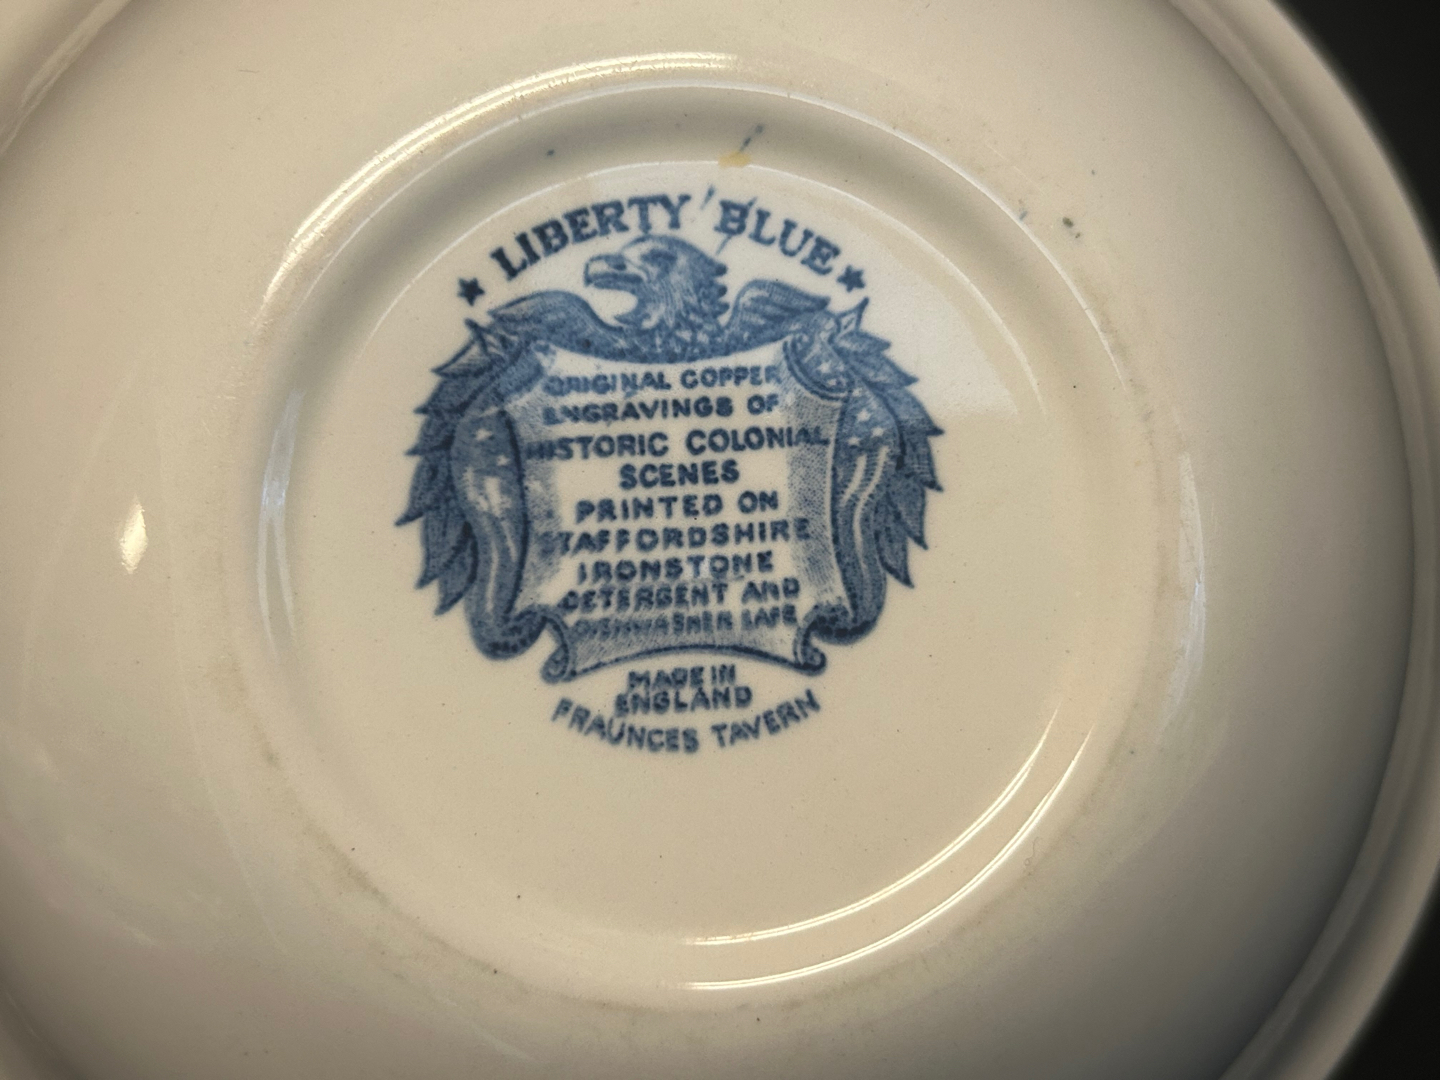 ★ LIBERTY BLUE ★
ORIGINAL COPPER
ENGRAVINGS OF
HISTORIC COLONIAL
SCENES
PRINTED ON
STAFFORDSHIRE
IRONSTONE
DETERGENT AND
DISHWASHER SAFE
MADE IN
ENGLAND
FRAUNCES TAVERN